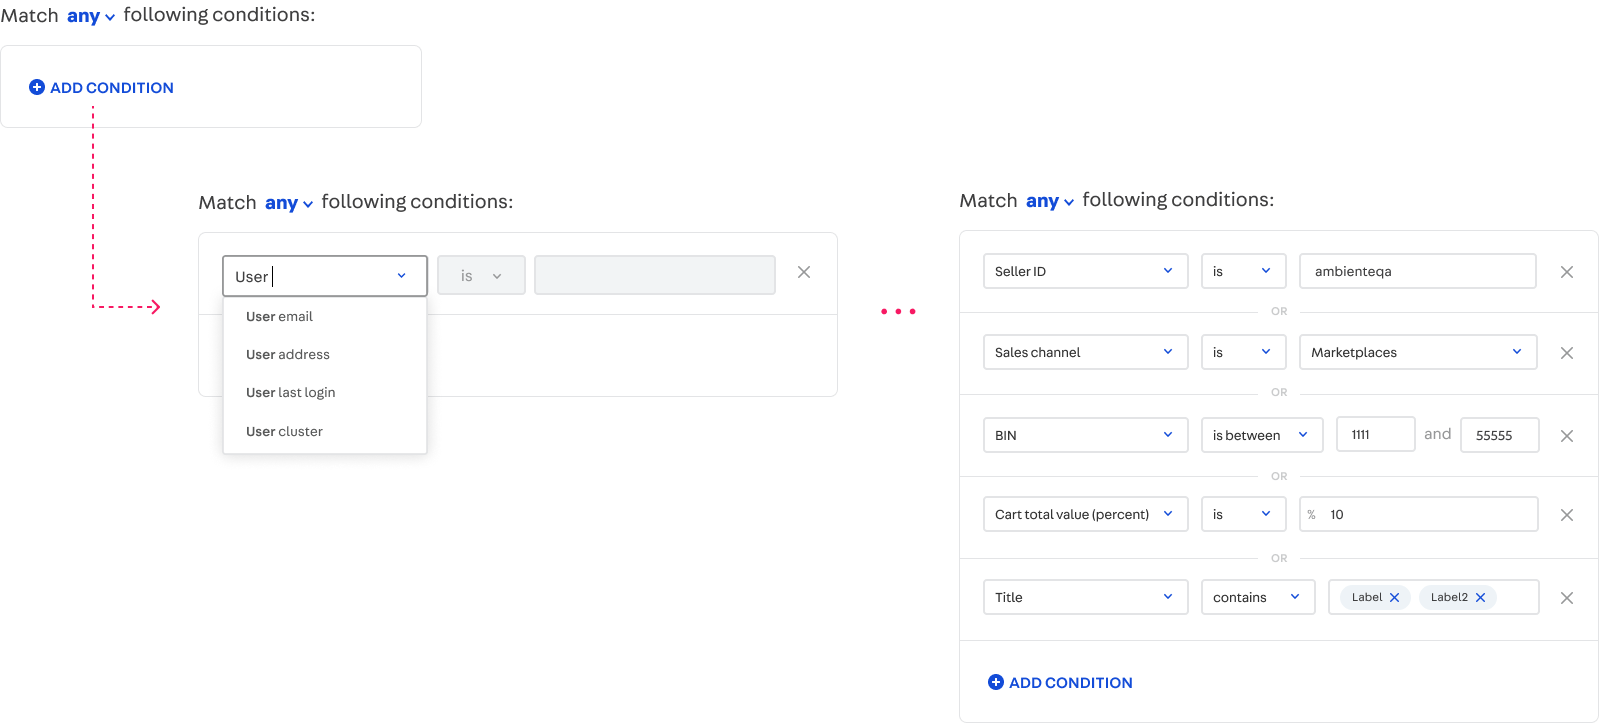 Match any following conditions:
ADD CONDITION
Match any following conditions:
User is
User email
User address
User last login
User cluster
Match any following conditions:
Seller ID is ambienteqa
OR
Sales channel is Marketplaces
OR
BIN is between 1111 and 55555
OR
Cart total value (percent) is % 10
OR
Title contains Label Label2
ADD CONDITION